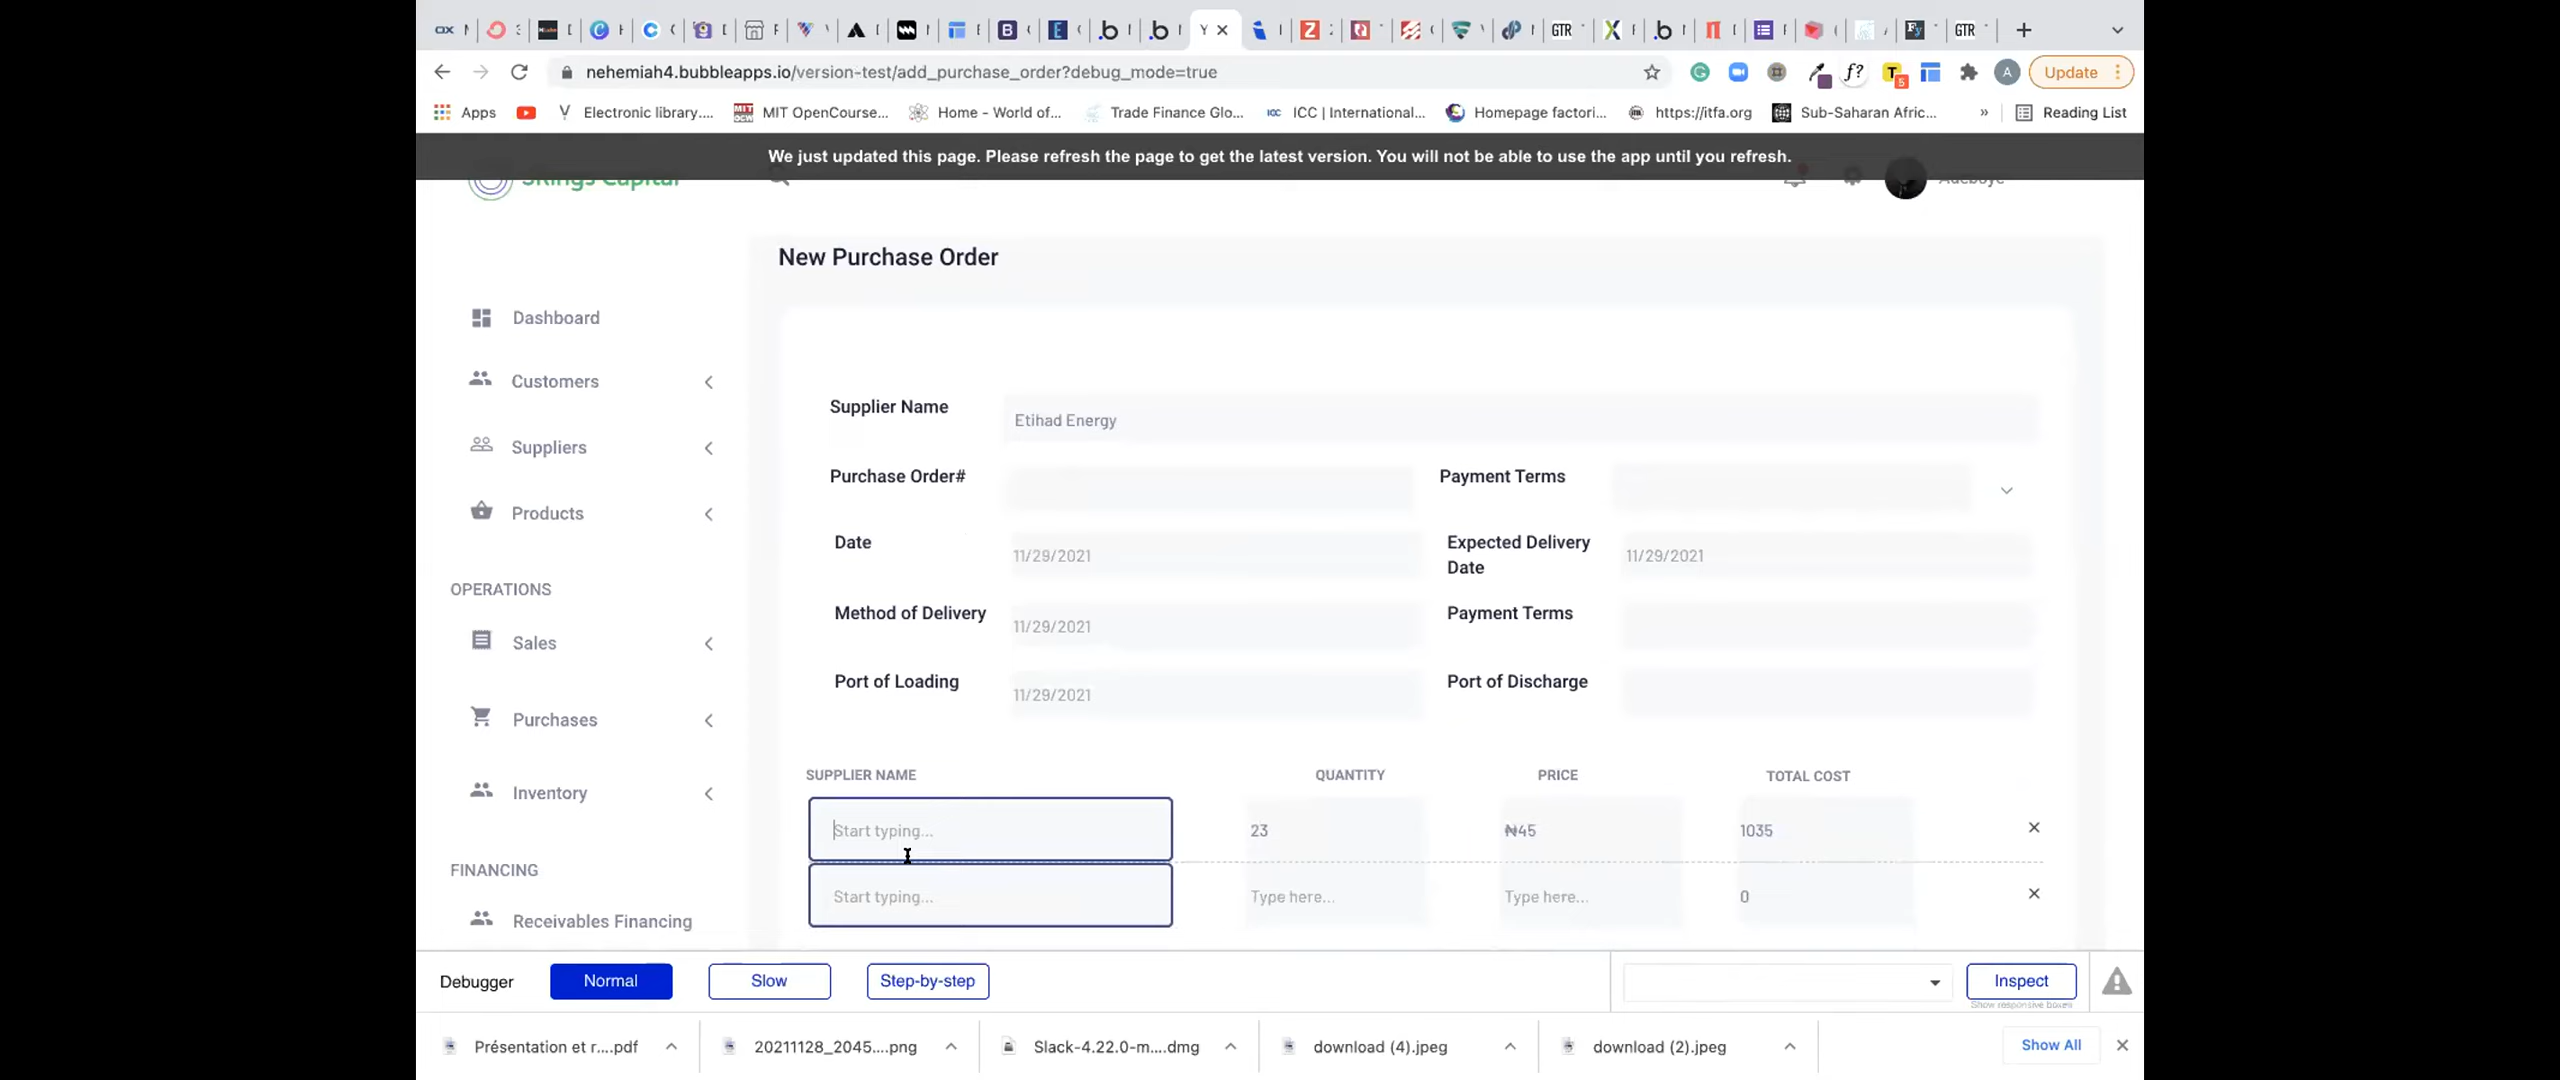 nehemiah4.bubbleapps.io/version-test/add_purchase_order?debug_mode=true
Update
Apps
Electronic library....
MIT OpenCourse...
Home - World of...
Trade Finance Glo...
ICC | International...
Homepage factori...
https://itfa.org
Sub-Saharan Afric...
»
Reading List
We just updated this page. Please refresh the page to get the latest version. You will not be able to use the app until you refresh.
Capital
Adeboye
New Purchase Order
Dashboard
Customers
Suppliers
Products
OPERATIONS
Sales
Purchases
Inventory
FINANCING
Receivables Financing
Supplier Name
Etihad Energy
Purchase Order#
Payment Terms
Date
11/29/2021
Expected Delivery
Date
11/29/2021
Method of Delivery
11/29/2021
Payment Terms
Port of Loading
11/29/2021
Port of Discharge
SUPPLIER NAME QUANTITY PRICE TOTAL COST
Start typing... 23 ₦45 1035
Start typing... Type here... Type here... 0
Debugger Normal Slow Step-by-step Inspect
Show responsive boxes
Présentation et r....pdf
20211128_2045....png
Slack-4.22.0-m....dmg
download (4).jpeg
download (2).jpeg
Show All